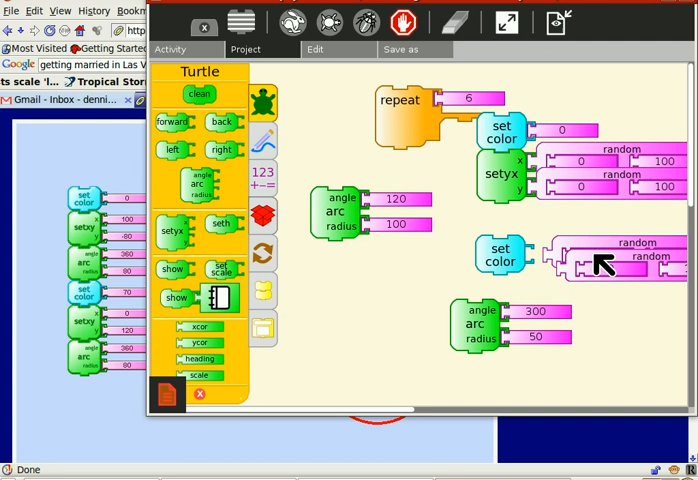 File Edit View History Bookm
http
Most Visited Getting Started
Google getting married in Las V
ts scale 'l... Tropical Stor
Gmail - Inbox - denni...
set color 0
setxy x 100
y -80
arc angle 360
radius 80
set color 70
setxy x 0
y 120
arc angle 360
radius 80
Activity Project Edit Save as
Turtle
clean
forward back
left right
angle
arc
radius
setyx x y seth
show set scale
show
xcor
ycor
heading
scale
123
+−=
repeat 6
set color 0
random
setyx x 0 100
random
y 0 100
angle 120
arc
radius 100
set color
random
random
angle 300
arc
radius 50
Done